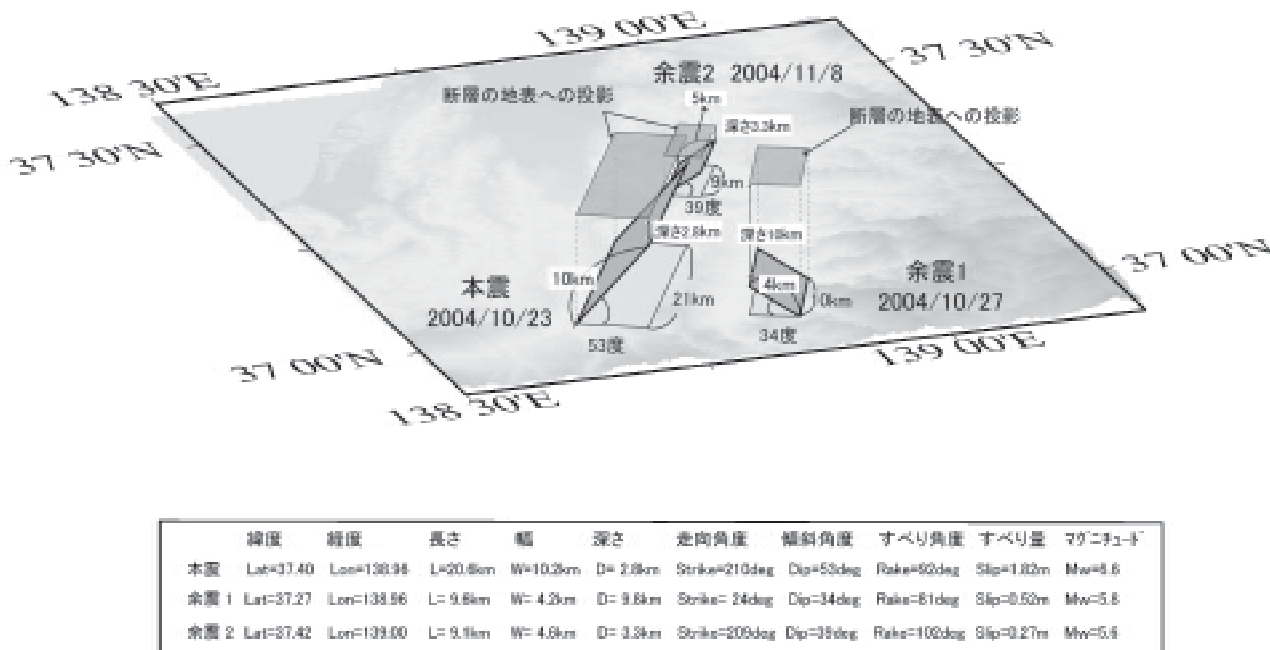 139 00'E
138 30'E
37 30'N
余震2 2004/11/8
断層の地表への投影
5km
断層の地表への投影
深さ3.3km
37 30'N
9km
39度
深さ2.8km
深さ10km
37 00'N
10km
4km
余震1
本震
21km
2004/10/27
2004/10/23
53度
34度
139 00'E
37 00'N
138 30'E
緯度 経度 長さ 幅 深さ 走向角度 傾斜角度 すべり角度 すべり量 マグニチュード
本震 Lat=37.40 Lon=138.96 L=20.6km W=10.2km D= 2.8km Strike=210deg Dip=53deg Rake=92deg Slip=1.82m Mw=6.6
余震 1 Lat=37.27 Lon=138.96 L= 9.6km W= 4.2km D= 9.6km Strike= 24deg Dip=34deg Rake=61deg Slip=0.52m Mw=5.8
余震 2 Lat=37.42 Lon=139.00 L= 9.1km W= 4.6km D= 3.3km Strike=209deg Dip=39deg Rake=102deg Slip=0.27m Mw=5.6